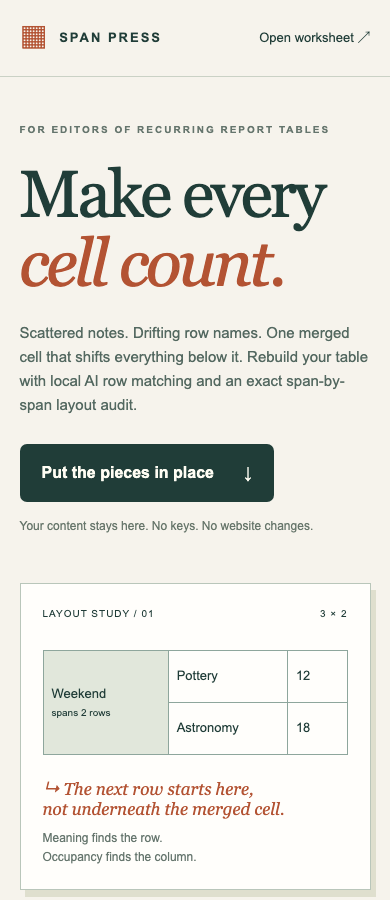 SPAN PRESS
Open worksheet ↗
FOR EDITORS OF RECURRING REPORT TABLES
Make every
cell count.
Scattered notes. Drifting row names. One merged
cell that shifts everything below it. Rebuild your table
with local AI row matching and an exact span-by-
span layout audit.
Put the pieces in place ↓
Your content stays here. No keys. No website changes.
LAYOUT STUDY / 01
3 × 2
Weekend
spans 2 rows
Pottery
12
Astronomy
18
↳ The next row starts here,
not underneath the merged cell.
Meaning finds the row.
Occupancy finds the column.